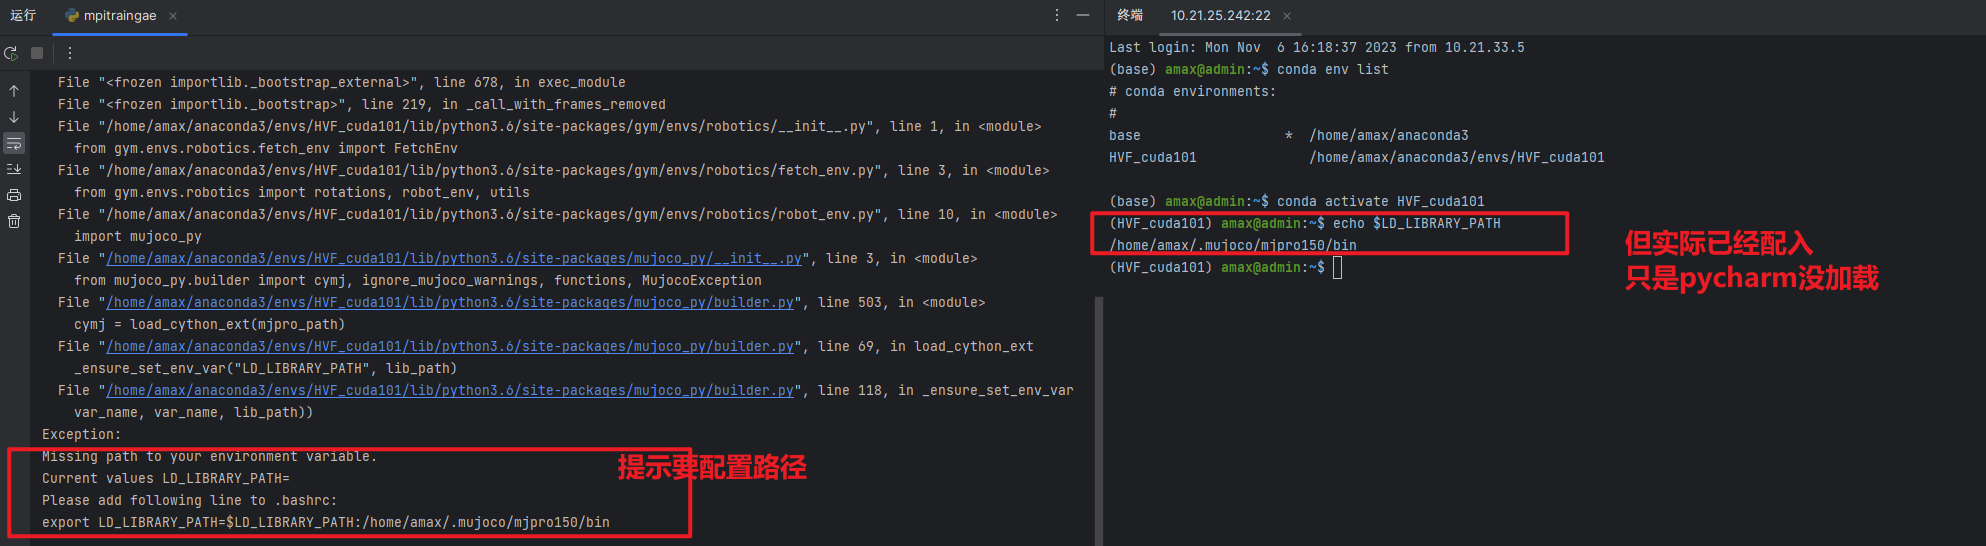 运行
mpitraingae
File "<frozen importlib._bootstrap_external>", line 678, in exec_module
File "<frozen importlib._bootstrap>", line 219, in _call_with_frames_removed
File "/home/amax/anaconda3/envs/HVF_cuda101/lib/python3.6/site-packages/gym/envs/robotics/__init__.py", line 1, in <module>
from gym.envs.robotics.fetch_env import FetchEnv
File "/home/amax/anaconda3/envs/HVF_cuda101/lib/python3.6/site-packages/gym/envs/robotics/fetch_env.py", line 3, in <module>
from gym.envs.robotics import rotations, robot_env, utils
File "/home/amax/anaconda3/envs/HVF_cuda101/lib/python3.6/site-packages/gym/envs/robotics/robot_env.py", line 10, in <module>
import mujoco_py
File "/home/amax/anaconda3/envs/HVF_cuda101/lib/python3.6/site-packages/mujoco_py/__init__.py", line 3, in <module>
from mujoco_py.builder import cymj, ignore_mujoco_warnings, functions, MujocoException
File "/home/amax/anaconda3/envs/HVF_cuda101/lib/python3.6/site-packages/mujoco_py/builder.py", line 503, in <module>
cymj = load_cython_ext(mjpro_path)
File "/home/amax/anaconda3/envs/HVF_cuda101/lib/python3.6/site-packages/mujoco_py/builder.py", line 69, in load_cython_ext
_ensure_set_env_var("LD_LIBRARY_PATH", lib_path)
File "/home/amax/anaconda3/envs/HVF_cuda101/lib/python3.6/site-packages/mujoco_py/builder.py", line 118, in _ensure_set_env_var
var_name, var_name, lib_path))
Exception:
Missing path to your environment variable.
Current values LD_LIBRARY_PATH=
Please add following line to .bashrc:
export LD_LIBRARY_PATH=$LD_LIBRARY_PATH:/home/amax/.mujoco/mjpro150/bin
提示要配置路径
终端
10.21.25.242:22
Last login: Mon Nov  6 16:18:37 2023 from 10.21.33.5
(base) amax@admin:~$ conda env list
# conda environments:
#
base                  *  /home/amax/anaconda3
HVF_cuda101              /home/amax/anaconda3/envs/HVF_cuda101
(base) amax@admin:~$ conda activate HVF_cuda101
(HVF_cuda101) amax@admin:~$ echo $LD_LIBRARY_PATH
/home/amax/.mujoco/mjpro150/bin
(HVF_cuda101) amax@admin:~$
但实际已经配入
只是pycharm没加载